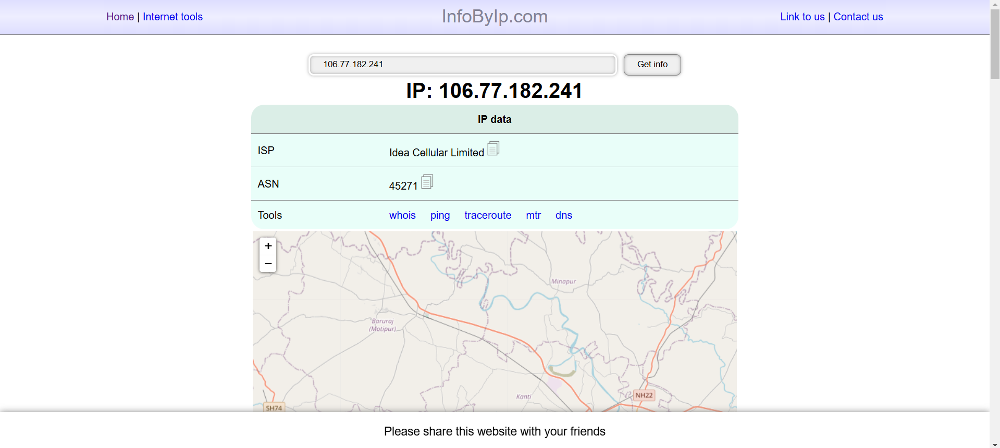 Home | Internet tools
InfoByIp.com
Link to us | Contact us
106.77.182.241
Get info
IP: 106.77.182.241
IP data
ISP
Idea Cellular Limited
ASN
45271
Tools
whois ping traceroute mtr dns
+
−
Minapur
Baruraj
(Motipur)
Kanti
NH22
SH74
Please share this website with your friends